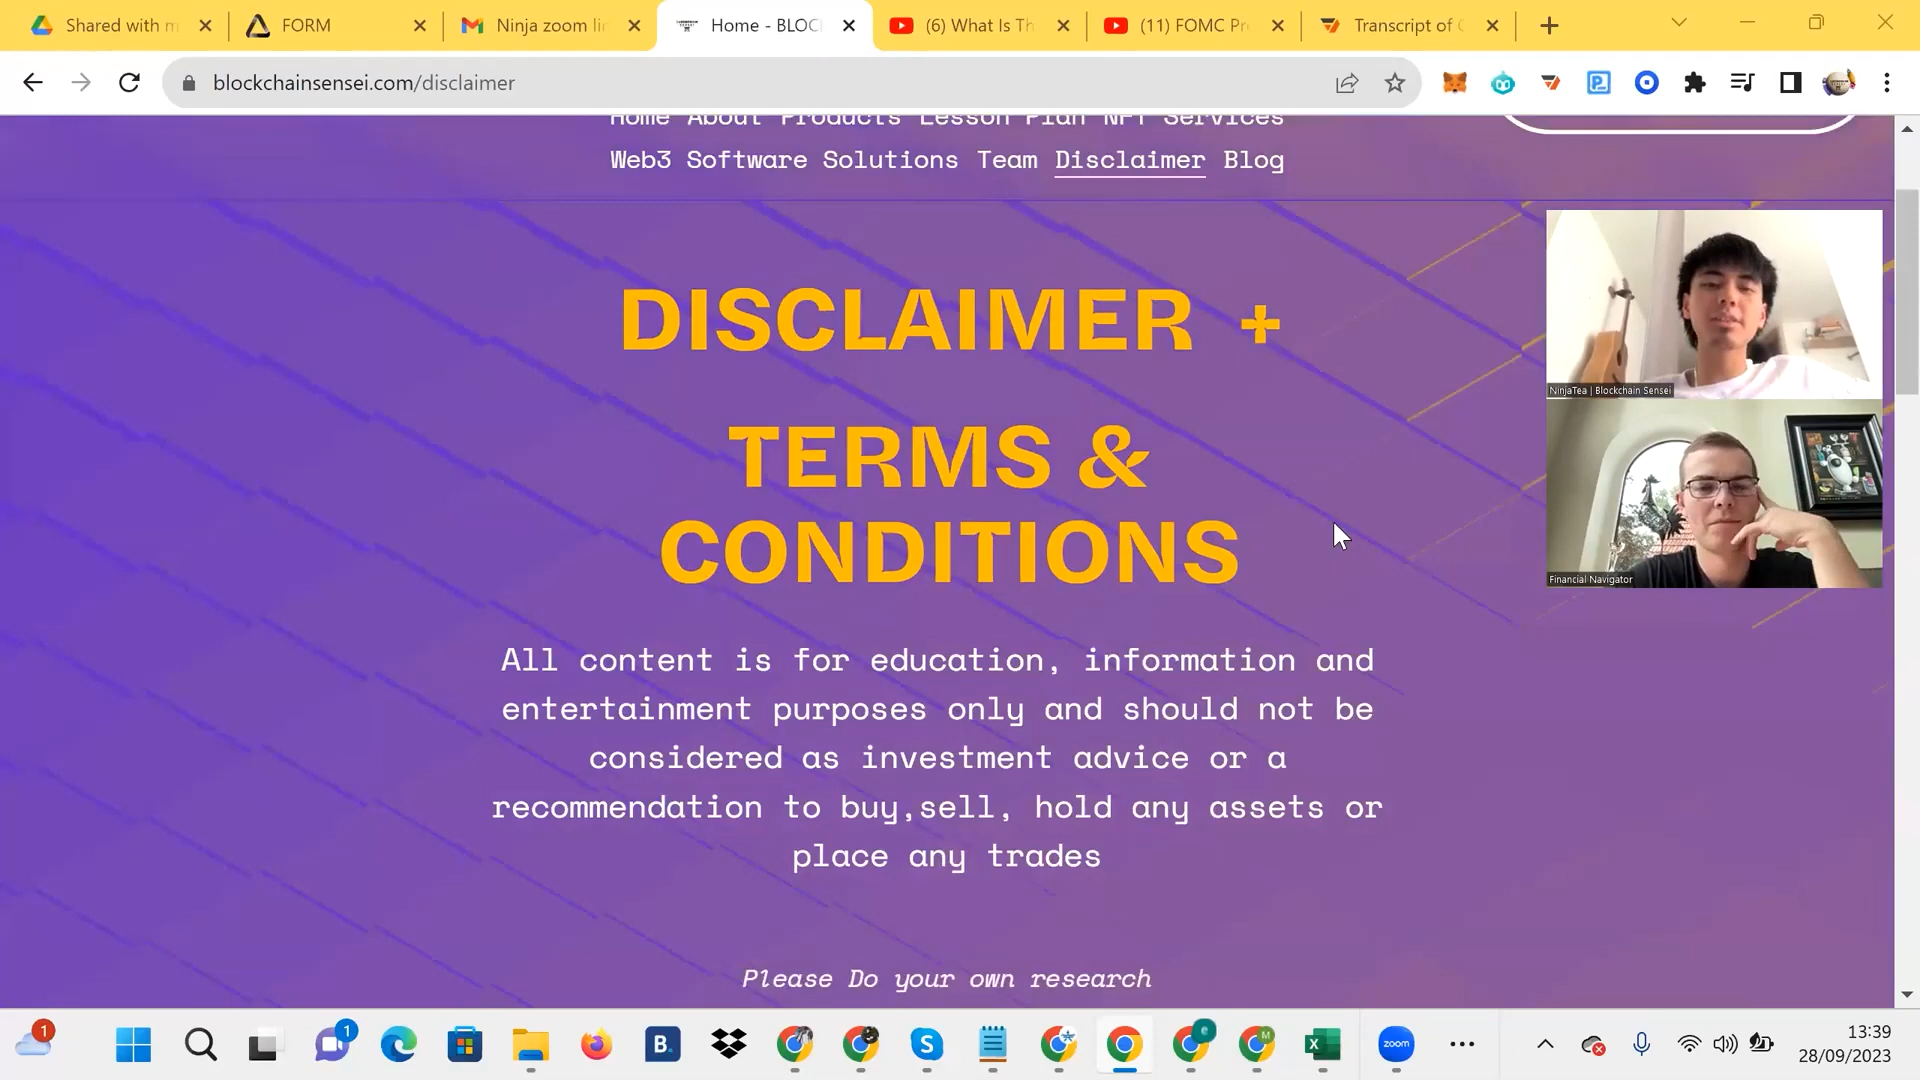 Shared with m
FORM
Ninja zoom lin
Home - BLOC
(6) What Is Th
(11) FOMC Pr
Transcript of
blockchainsensei.com/disclaimer
Home About Products Lesson Plan NFT Services
Web3 Software Solutions Team Disclaimer Blog
DISCLAIMER +
TERMS &
CONDITIONS
All content is for education, information and
entertainment purposes only and should not be
considered as investment advice or a
recommendation to buy,sell, hold any assets or
place any trades
Please Do your own research
NinjaTea | Blockchain Sensei
Financial Navigator
1
1
B.
zoom
13:39
28/09/2023